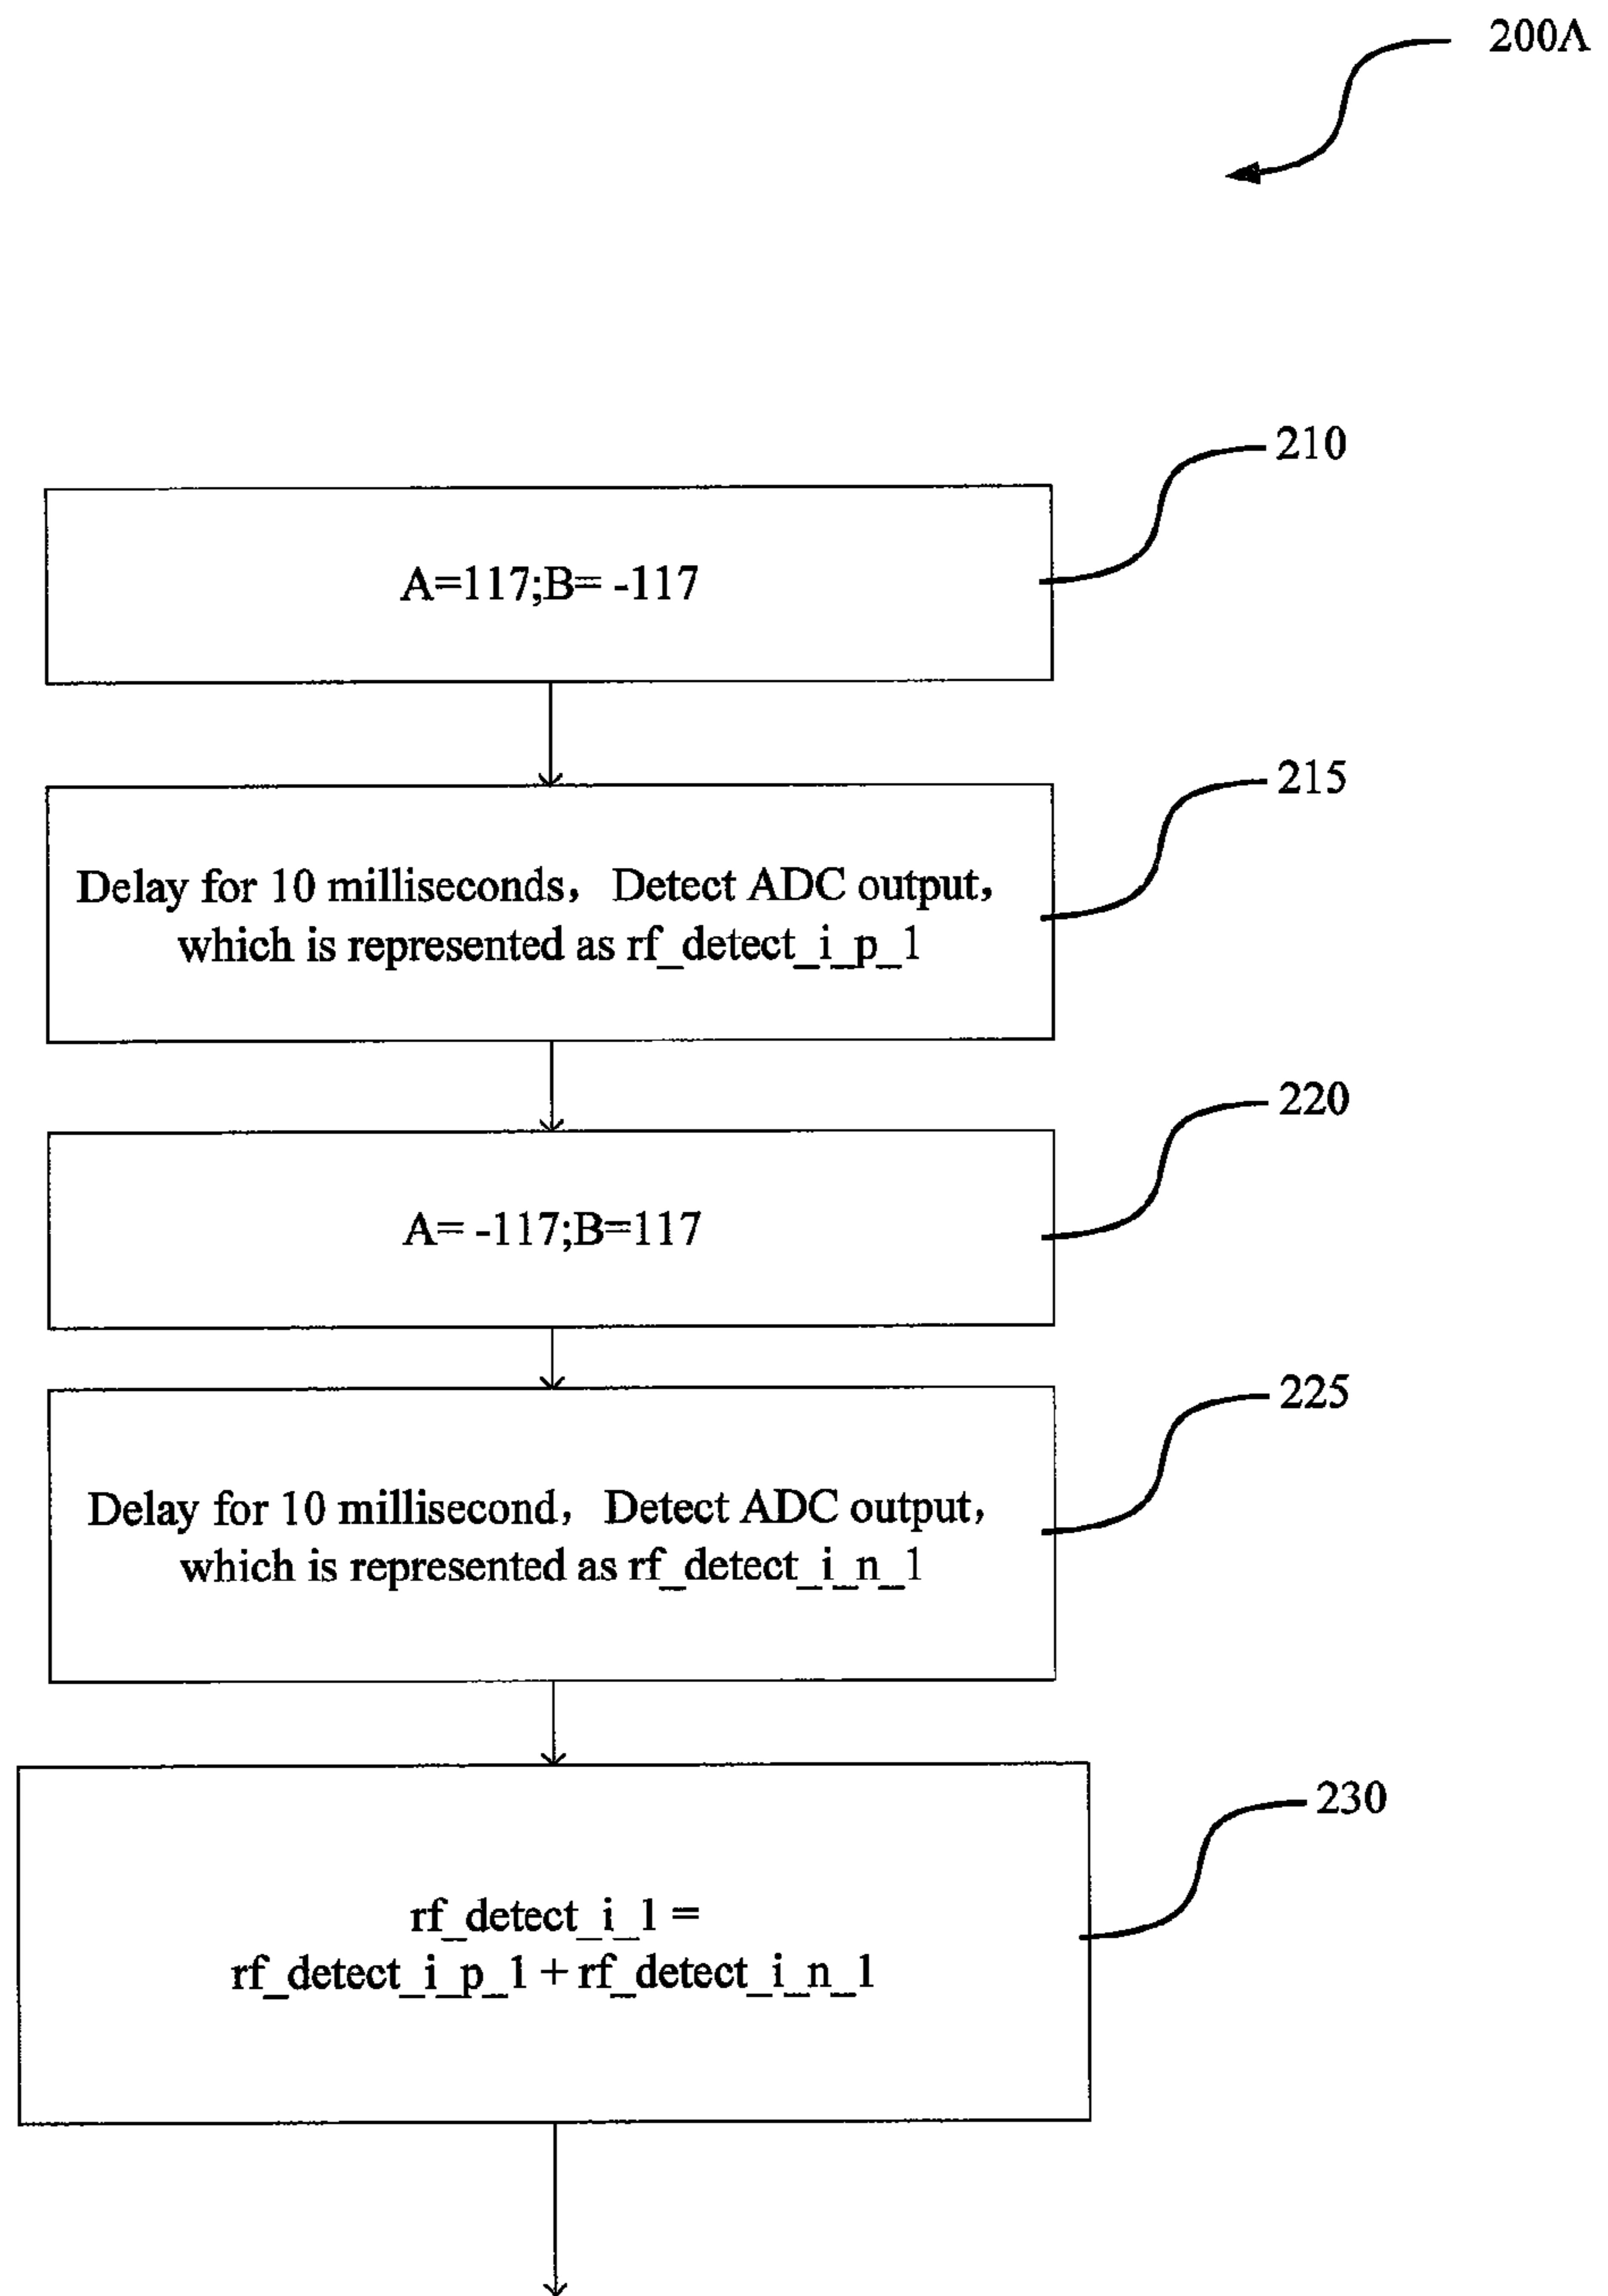 200A
210
A=117;B= -117
215
Delay for 10 milliseconds, Detect ADC output,
which is represented as rf_detect_i_p_1
220
A= -117;B=117
225
Delay for 10 millisecond, Detect ADC output,
which is represented as rf_detect_i_n_1
230
rf_detect_i_1 =
rf_detect_i_p_1 + rf_detect_i_n_1